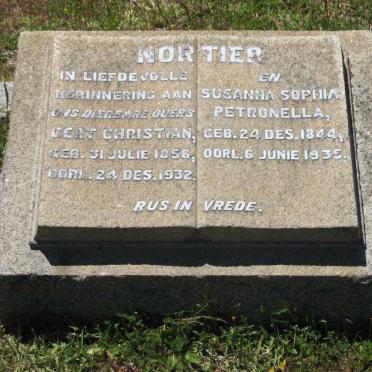 NORTIER
IN LIEFDEVOLLE
HERINNERING AAN
ONS DIERBARE OUERS
GERT CHRISTIAN,
GEB. 31 JULIE 1856,
OORL. 24 DES. 1932.
EN
SUSANNA SOPHIA
PETRONELLA,
GEB. 24 DES. 1844,
OORL. 6 JUNIE 1935.
RUS IN VREDE.